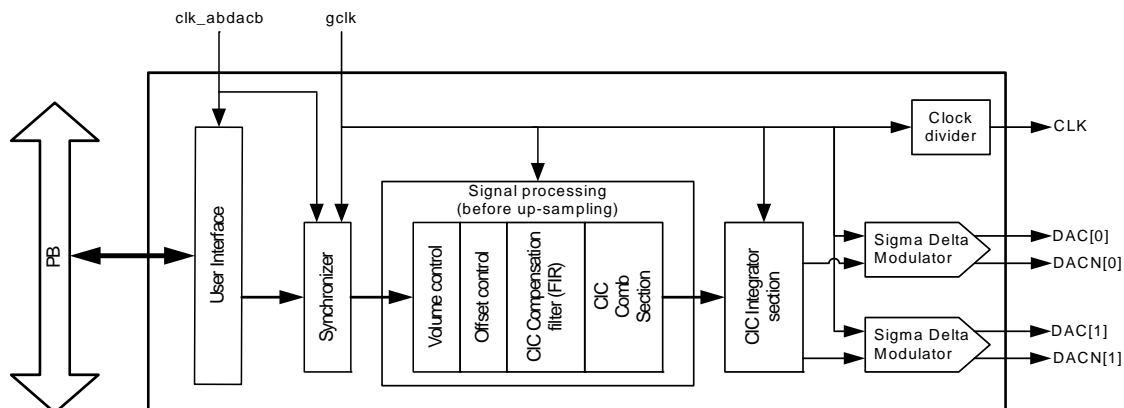 clk_abdacb
gclk
Clock
divider
CLK
PB
User Interface
Synchronizer
Signal processing
(before up-sampling)
Volume control
Offset control
CIC Compensation
filter (FIR)
CIC
Comb
Section
CIC Integrator
section
Sigma Delta
Modulator
DAC[0]
DACN[0]
Sigma Delta
Modulator
DAC[1]
DACN[1]